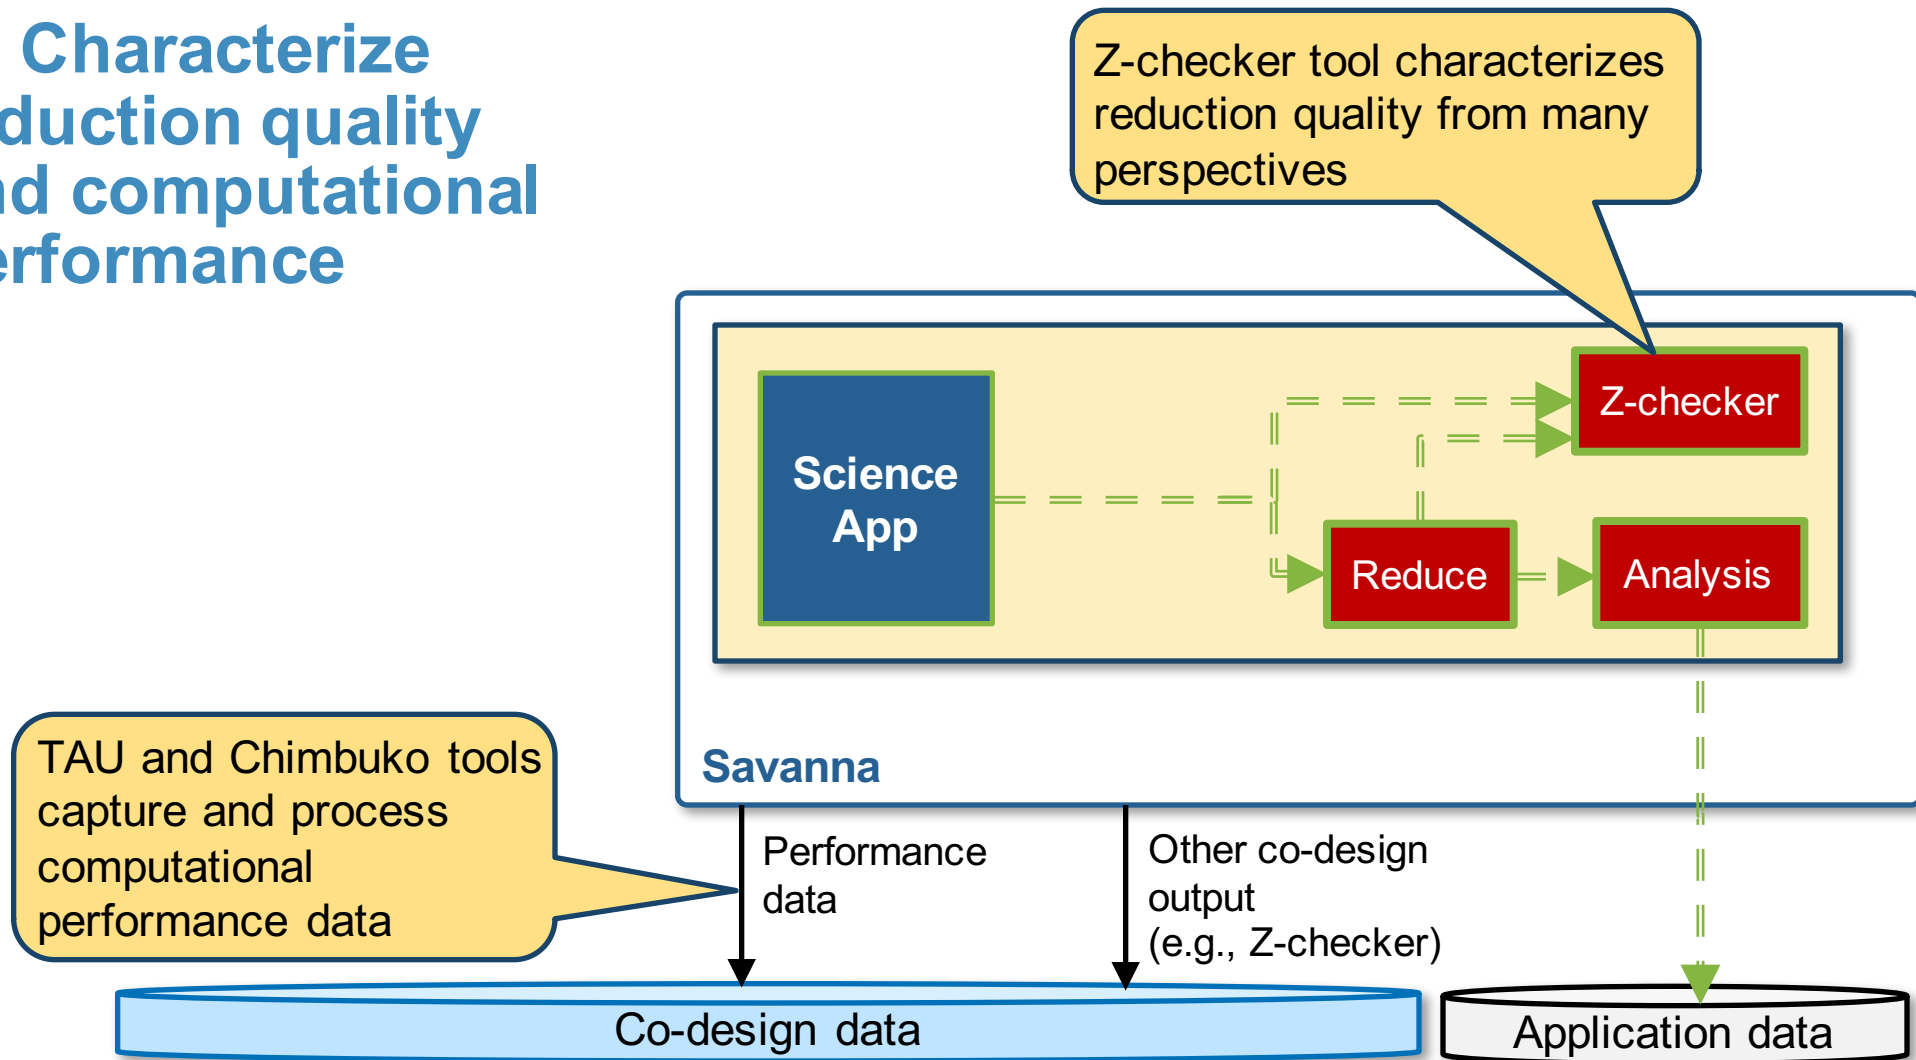 Characterize
duction quality
nd computational
erformance
Z-checker tool characterizes
reduction quality from many
perspectives
Z-checker
Science
App
Reduce
Analysis
Savanna
TAU and Chimbuko tools
capture and process
computational
performance data
Performance
data
Other co-design
output
(e.g., Z-checker)
Co-design data
Application data